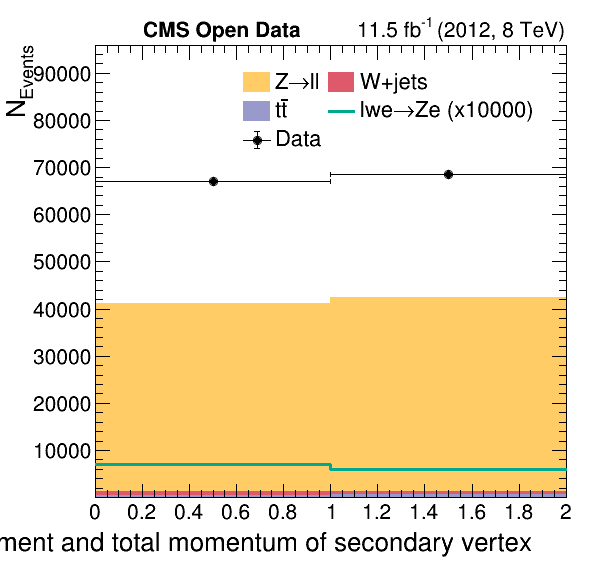 CMS Open Data 11.5 fb⁻¹ (2012, 8 TeV)
N_Events
90000
80000
70000
60000
50000
40000
30000
20000
10000
Z→ll W+jets
tt̄ lwe→Ze (x10000)
Data
0 0.2 0.4 0.6 0.8 1 1.2 1.4 1.6 1.8 2
and total momentum of secondary vertex